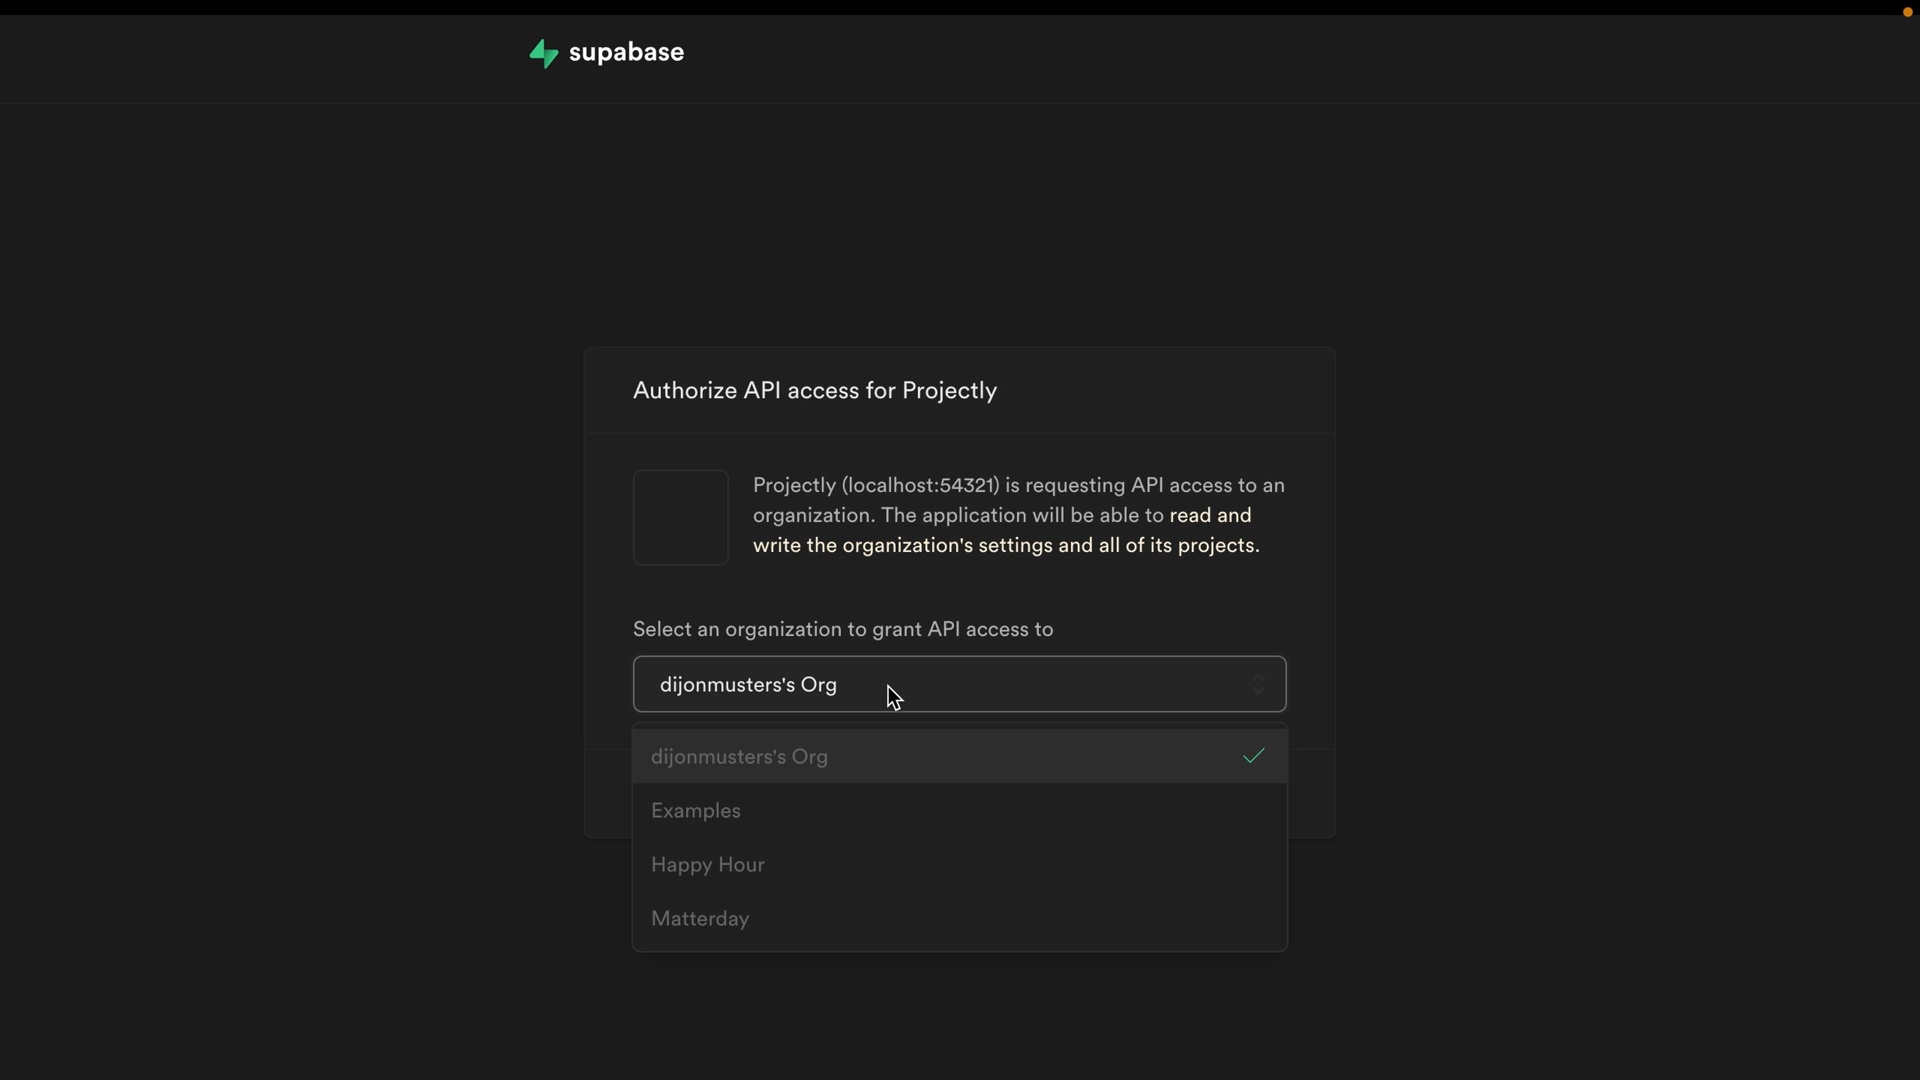 supabase
Authorize API access for Projectly
Projectly (localhost:54321) is requesting API access to an
organization. The application will be able to read and
write the organization's settings and all of its projects.
Select an organization to grant API access to
dijonmusters's Org
dijonmusters's Org
Examples
Happy Hour
Matterday